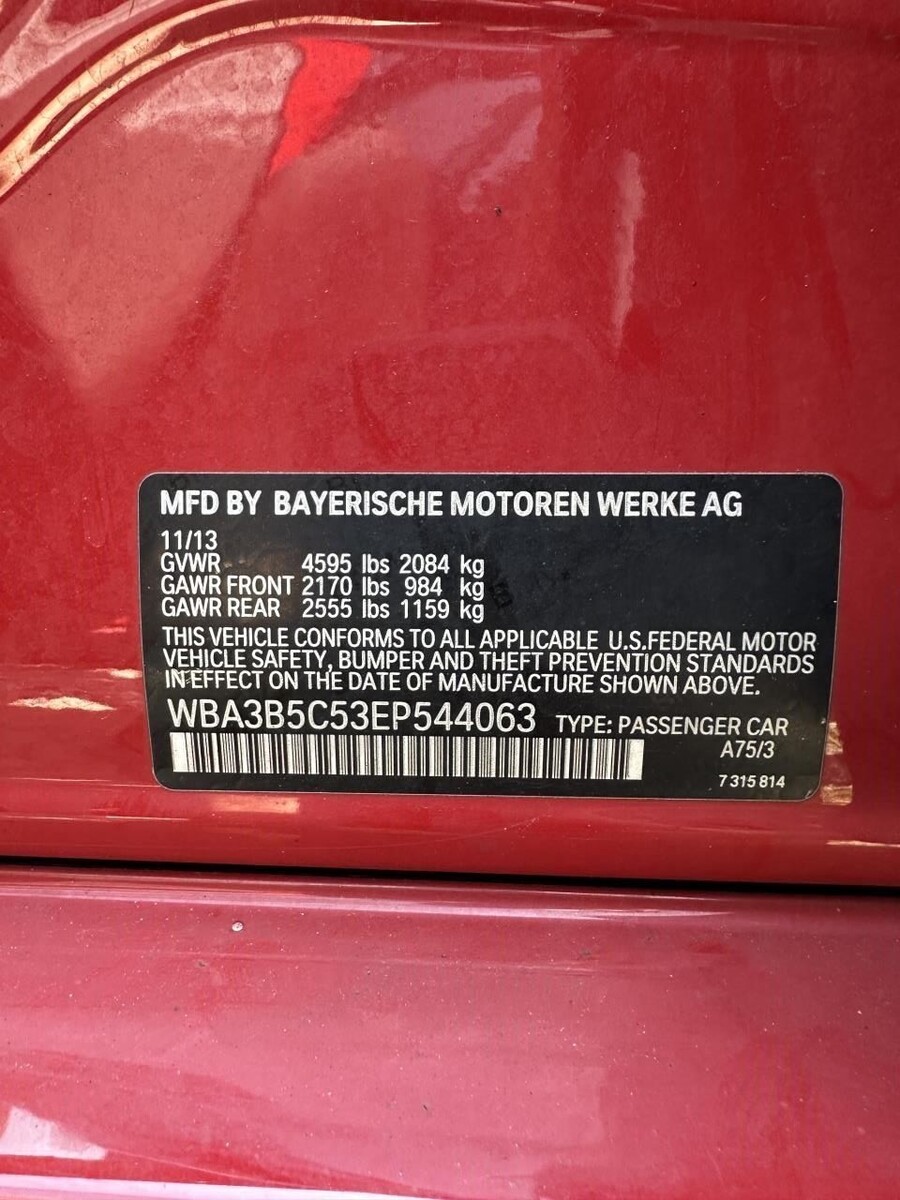 MFD BY BAYERISCHE MOTOREN WERKE AG
11/13
GVWR 4595 lbs 2084 kg
GAWR FRONT 2170 lbs 984 kg
GAWR REAR 2555 lbs 1159 kg
THIS VEHICLE CONFORMS TO ALL APPLICABLE U.S.FEDERAL MOTOR
VEHICLE SAFETY, BUMPER AND THEFT PREVENTION STANDARDS
IN EFFECT ON THE DATE OF MANUFACTURE SHOWN ABOVE.
WBA3B5C53EP544063 TYPE: PASSENGER CAR
A75/3
7 315 814